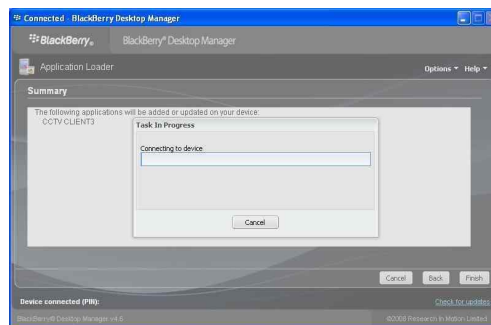 Connected - BlackBerry Desktop Manager
BlackBerry® BlackBerry® Desktop Manager
Application Loader Options Help
Summary
The following applications will be added or updated on your device:
CCTV CLIENT3
Task In Progress
Connecting to device
Cancel
Cancel Back Finish
Device connected (PIN): Check for updates
BlackBerry® Desktop Manager v4.5 ©2008 Research In Motion Limited